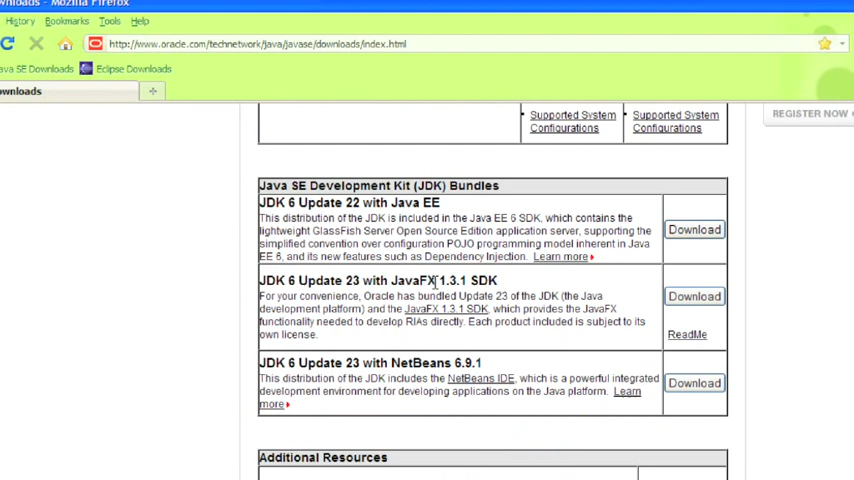 wnloads - Mozilla Firefox
History Bookmarks Tools Help
http://www.oracle.com/technetwork/java/javase/downloads/index.html
ava SE Downloads Eclipse Downloads
ownloads
Supported System Configurations
Supported System Configurations
REGISTER NOW
Java SE Development Kit (JDK) Bundles
JDK 6 Update 22 with Java EE
This distribution of the JDK is included in the Java EE 6 SDK, which contains the
lightweight GlassFish Server Open Source Edition application server, supporting the
simplified convention over configuration POJO programming model inherent in Java
EE 6, and its new features such as Dependency Injection. Learn more
Download
JDK 6 Update 23 with JavaFX 1.3.1 SDK
For your convenience, Oracle has bundled Update 23 of the JDK (the Java
development platform) and the JavaFX 1.3.1 SDK, which provides the JavaFX
functionality needed to develop RIAs directly. Each product included is subject to its
own license.
Download
ReadMe
JDK 6 Update 23 with NetBeans 6.9.1
This distribution of the JDK includes the NetBeans IDE, which is a powerful integrated
development environment for developing applications on the Java platform. Learn
more
Download
Additional Resources